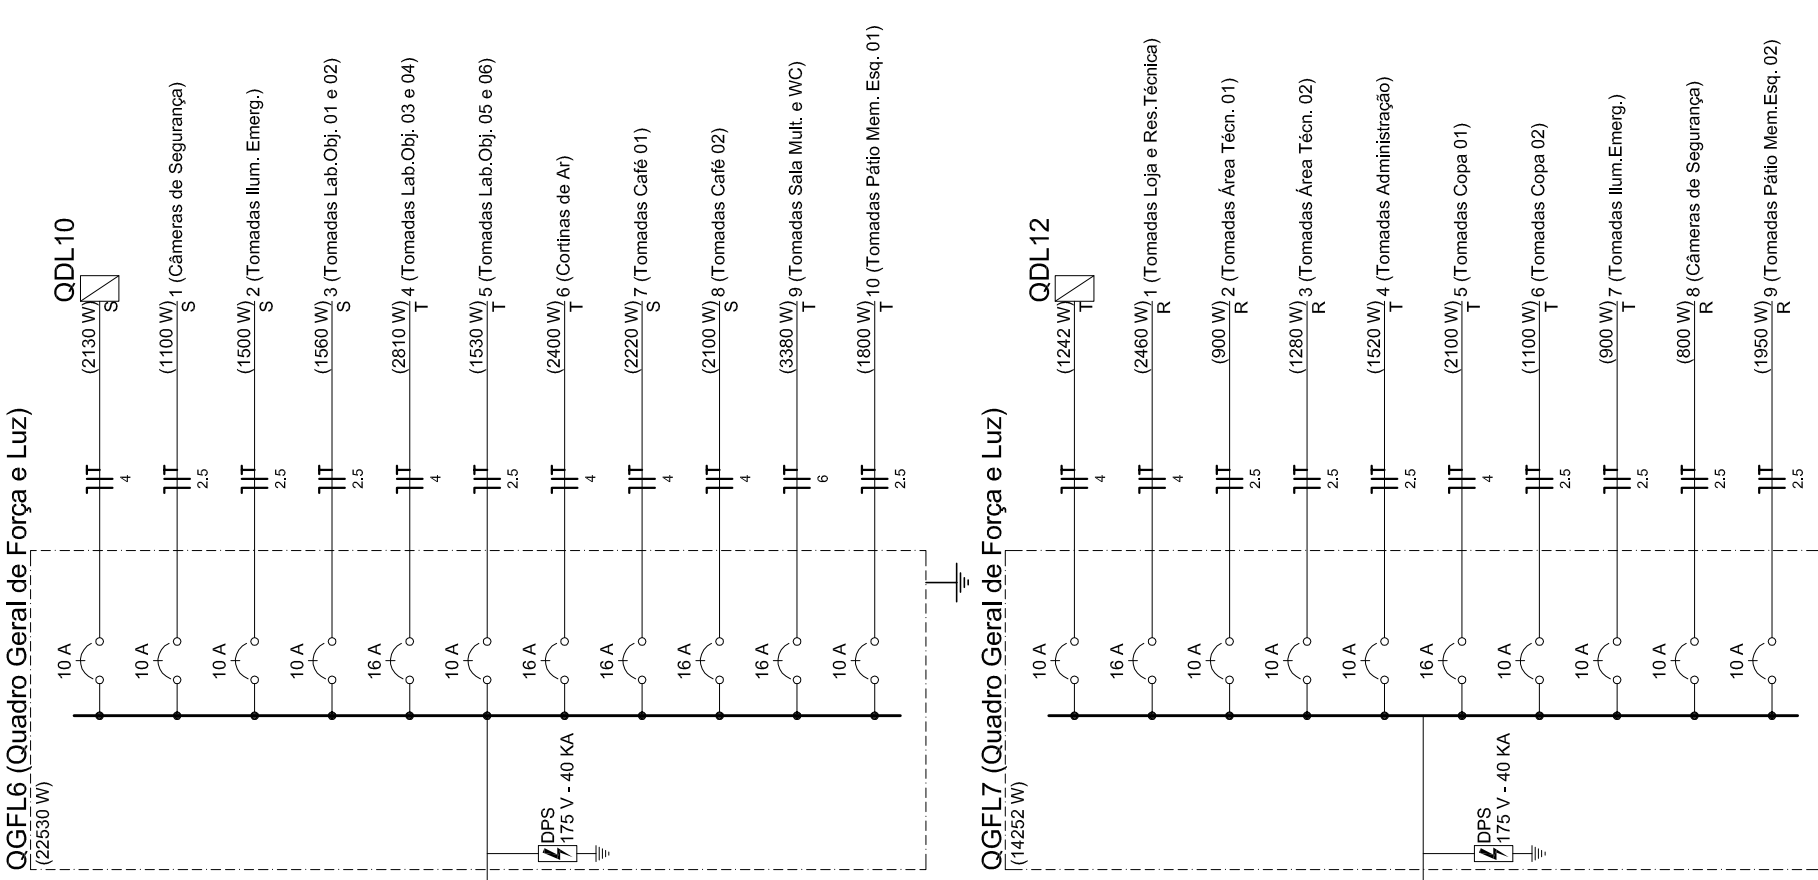 QGFL6 (Quadro Geral de Força e Luz)
(22530 W)
DPS
175 V - 40 KA
10 A
4
(2130 W)
S
QDL10
10 A
2.5
(1100 W)
S
1 (Câmeras de Segurança)
10 A
2.5
(1500 W)
S
2 (Tomadas Ilum. Emerg.)
10 A
2.5
(1560 W)
S
3 (Tomadas Lab.Obj. 01 e 02)
16 A
4
(2810 W)
T
4 (Tomadas Lab.Obj. 03 e 04)
10 A
2.5
(1530 W)
T
5 (Tomadas Lab.Obj. 05 e 06)
16 A
4
(2400 W)
T
6 (Cortinas de Ar)
16 A
4
(2220 W)
S
7 (Tomadas Café 01)
16 A
4
(2100 W)
S
8 (Tomadas Café 02)
16 A
6
(3380 W)
T
9 (Tomadas Sala Mult. e WC)
10 A
2.5
(1800 W)
T
10 (Tomadas Pátio Mem. Esq. 01)
QGFL7 (Quadro Geral de Força e Luz)
(14252 W)
DPS
175 V - 40 KA
10 A
4
(1242 W)
T
QDL12
16 A
4
(2460 W)
R
1 (Tomadas Loja e Res.Técnica)
10 A
2.5
(900 W)
R
2 (Tomadas Área Técn. 01)
10 A
2.5
(1280 W)
R
3 (Tomadas Área Técn. 02)
10 A
2.5
(1520 W)
T
4 (Tomadas Administração)
16 A
4
(2100 W)
T
5 (Tomadas Copa 01)
10 A
2.5
(1100 W)
T
6 (Tomadas Copa 02)
10 A
2.5
(900 W)
T
7 (Tomadas Ilum.Emerg.)
10 A
2.5
(800 W)
R
8 (Câmeras de Segurança)
10 A
2.5
(1950 W)
R
9 (Tomadas Pátio Mem.Esq. 02)